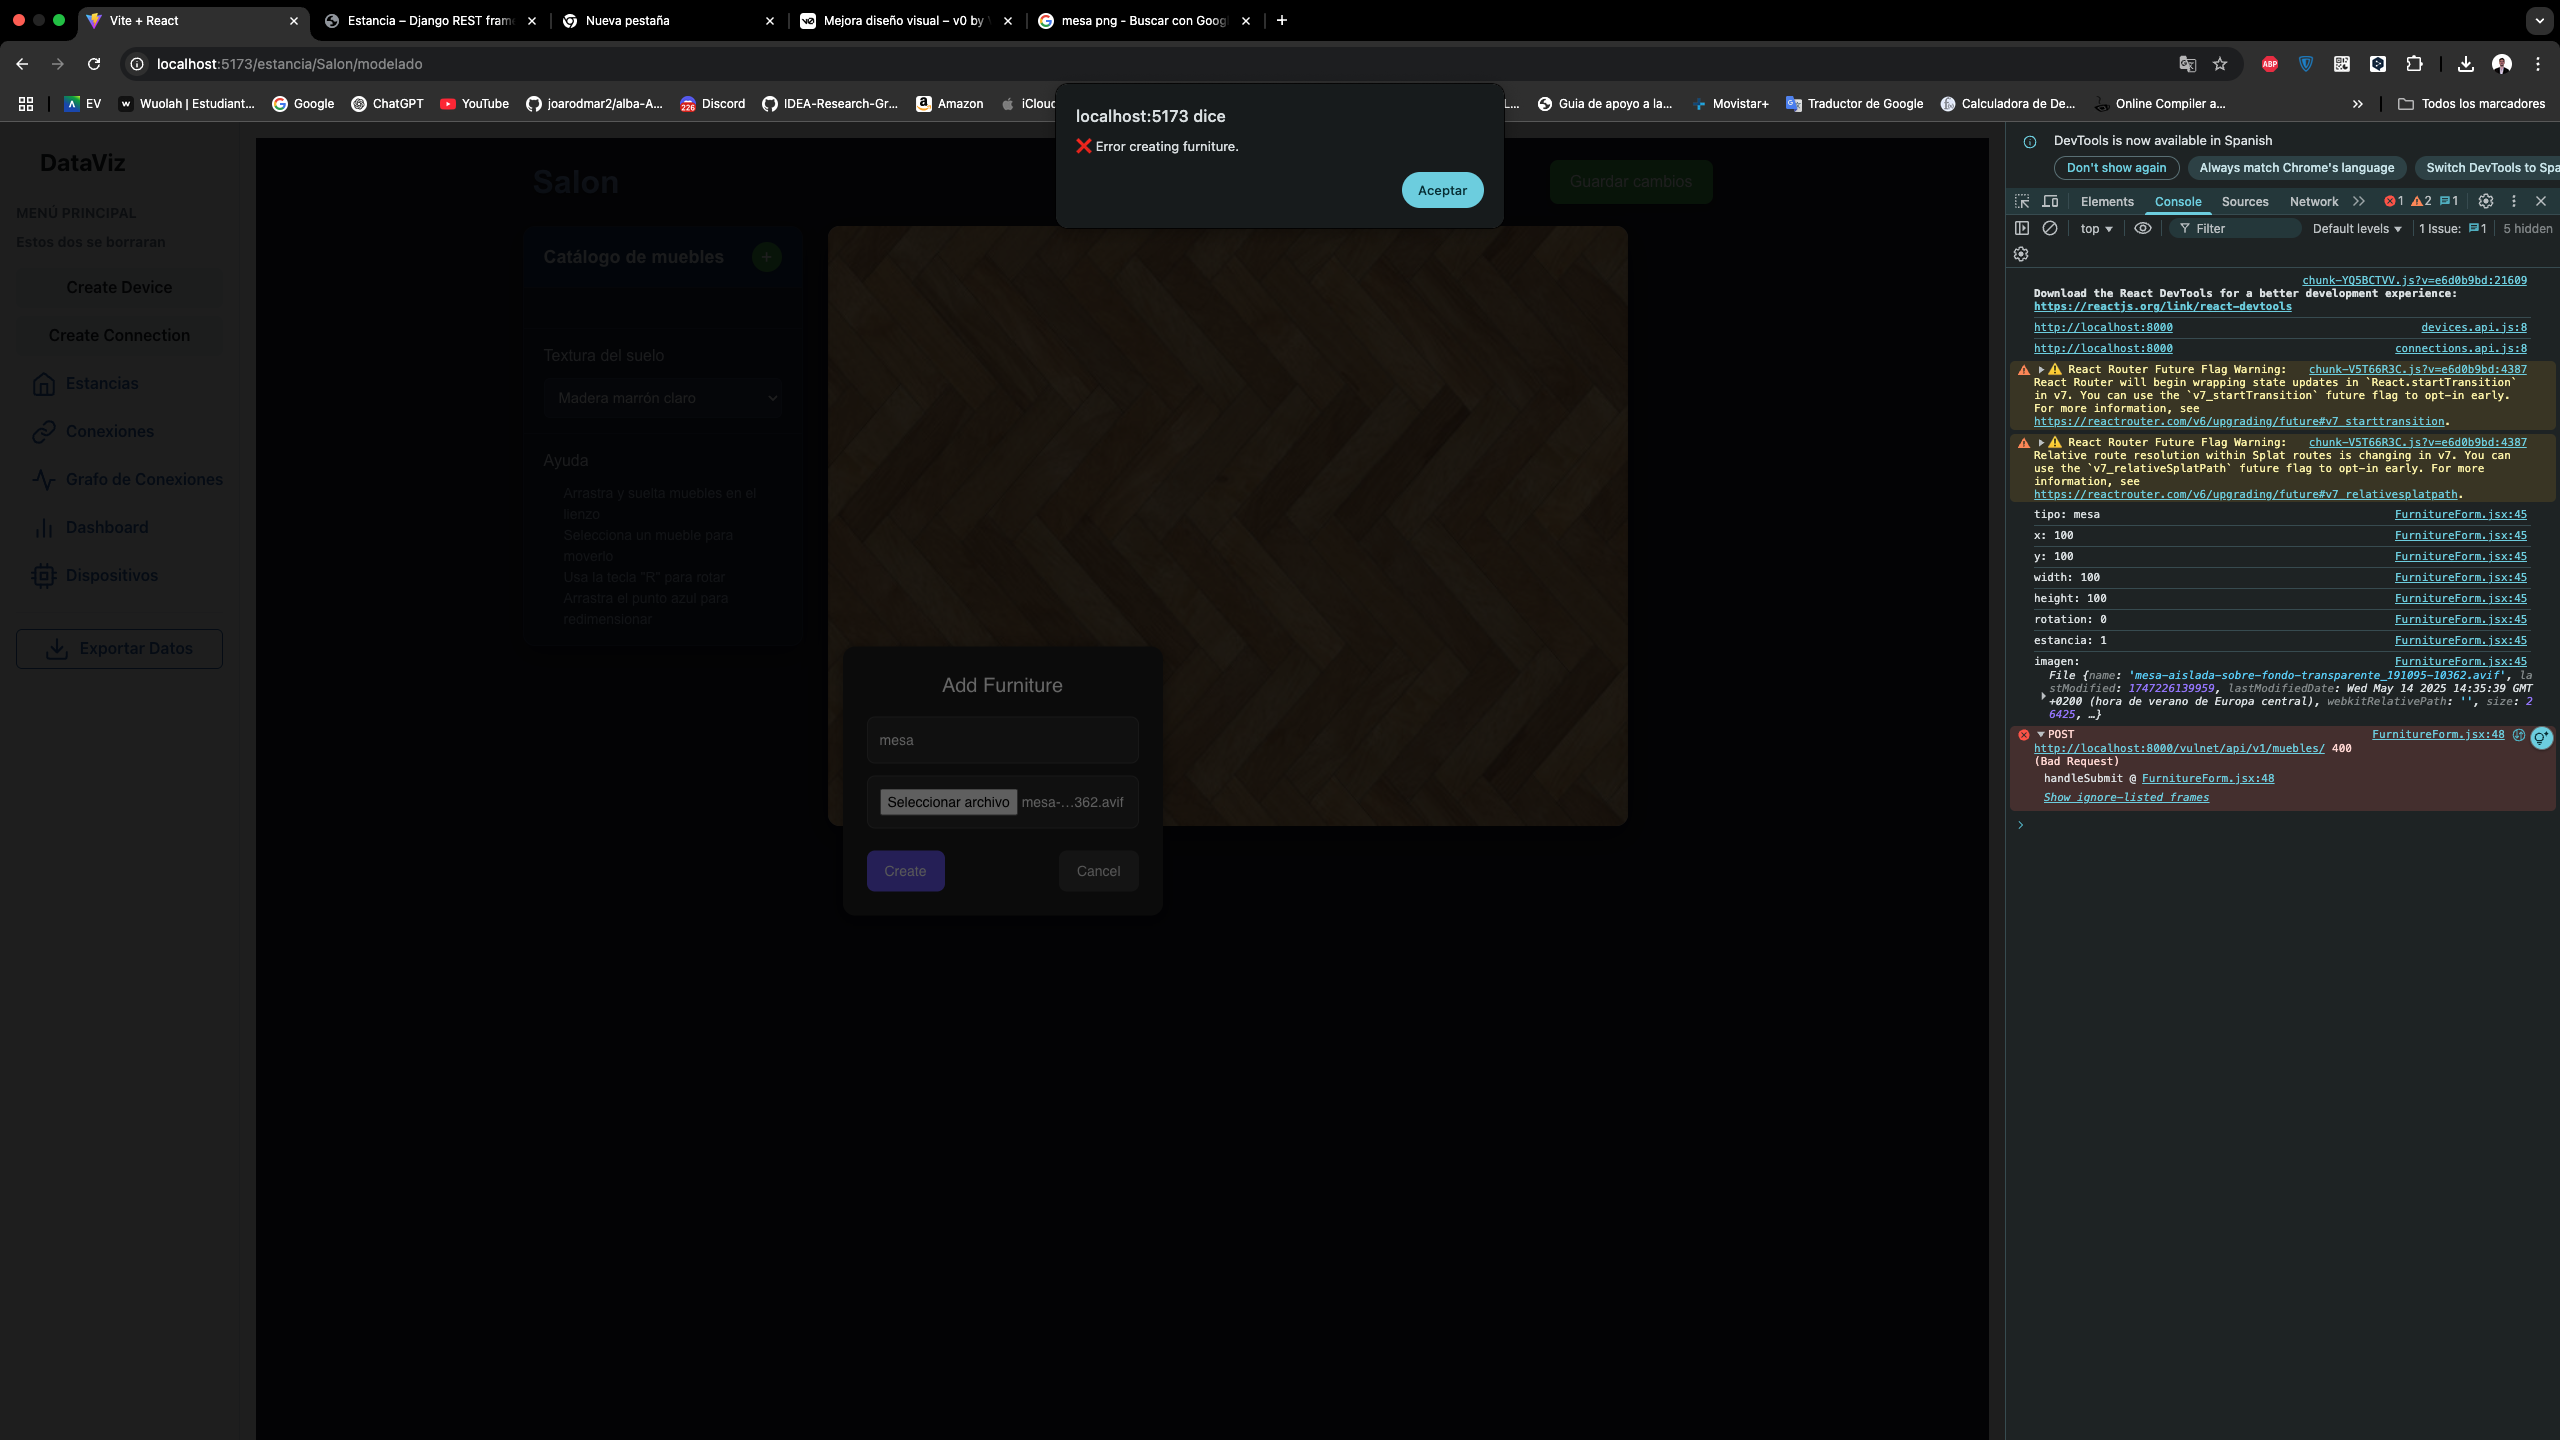 Vite + React
Estancia – Django REST fram
Nueva pestaña
Mejora diseño visual – v0 by V
mesa png - Buscar con Goog
localhost:5173/estancia/Salon/modelado
EV
Wuolah | Estudiant...
Google
ChatGPT
YouTube
joarodmar2/alba-A...
226
Discord
IDEA-Research-Gr...
Amazon
iClou
L...
Guia de apoyo a la...
Movistar+
Traductor de Google
Calculadora de De...
Online Compiler a...
Todos los marcadores
localhost:5173 dice
❌ Error creating furniture.
Aceptar
DataViz
MENÚ PRINCIPAL
Estos dos se borraran
Create Device
Create Connection
Estancias
Conexiones
Grafo de Conexiones
Dashboard
Dispositivos
Exportar Datos
Salon
Guardar cambios
Catálogo de muebles
+
Textura del suelo
Madera marrón claro
Ayuda
Arrastra y suelta muebles en el
lienzo
Selecciona un mueble para
moverlo
Usa la tecla "R" para rotar
Arrastra el punto azul para
redimensionar
Add Furniture
mesa
Seleccionar archivo mesa-...362.avif
Create
Cancel
DevTools is now available in Spanish
Don't show again
Always match Chrome's language
Switch DevTools to Spa
Elements
Console
Sources
Network
1
2
1
top
Filter
Default levels
1 Issue: 1
5 hidden
chunk-YQ5BCTVV.js?v=e6d0b9bd:21609
Download the React DevTools for a better development experience:
https://reactjs.org/link/react-devtools
http://localhost:8000 devices.api.js:8
http://localhost:8000 connections.api.js:8
⚠️ React Router Future Flag Warning: chunk-V5T66R3C.js?v=e6d0b9bd:4387
React Router will begin wrapping state updates in `React.startTransition`
in v7. You can use the `v7_startTransition` future flag to opt-in early.
For more information, see
https://reactrouter.com/v6/upgrading/future#v7_starttransition.
⚠️ React Router Future Flag Warning: chunk-V5T66R3C.js?v=e6d0b9bd:4387
Relative route resolution within Splat routes is changing in v7. You can
use the `v7_relativeSplatPath` future flag to opt-in early. For more
information, see
https://reactrouter.com/v6/upgrading/future#v7_relativesplatpath.
tipo: mesa FurnitureForm.jsx:45
x: 100 FurnitureForm.jsx:45
y: 100 FurnitureForm.jsx:45
width: 100 FurnitureForm.jsx:45
height: 100 FurnitureForm.jsx:45
rotation: 0 FurnitureForm.jsx:45
estancia: 1 FurnitureForm.jsx:45
imagen: FurnitureForm.jsx:45
File {name: 'mesa-aislada-sobre-fondo-transparente_191095-10362.avif', la
stModified: 1747226139959, lastModifiedDate: Wed May 14 2025 14:35:39 GMT
+0200 (hora de verano de Europa central), webkitRelativePath: '', size: 2
6425, …}
POST FurnitureForm.jsx:48
http://localhost:8000/vulnet/api/v1/muebles/ 400
(Bad Request)
handleSubmit @ FurnitureForm.jsx:48
Show ignore-listed frames